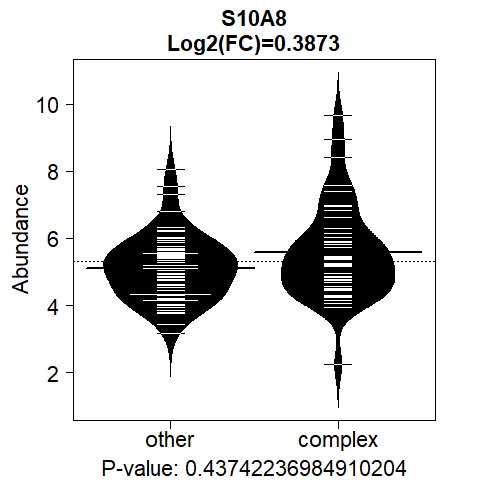 S10A8
Log2(FC)=0.3873
Abundance
10
8
6
4
2
other complex
P-value: 0.43742236984910204